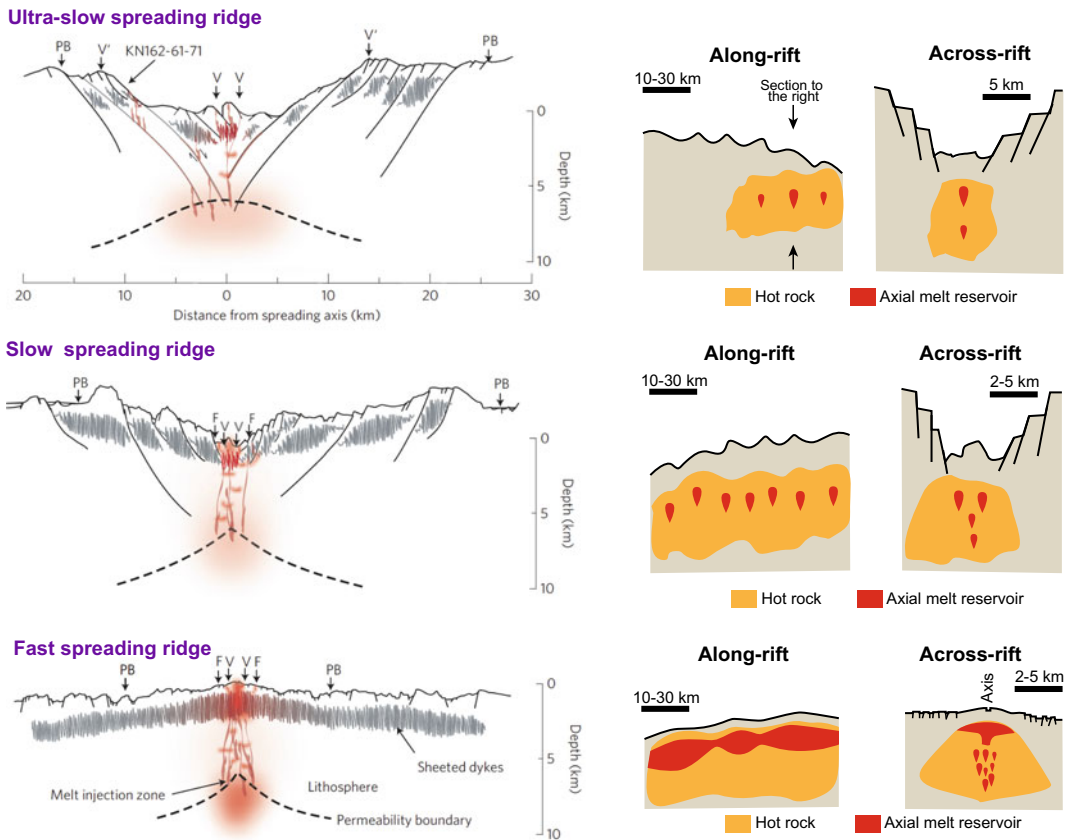 Ultra-slow spreading ridge
PB
V'
KN162-61-71
V
V
V'
PB
0
5
10
Depth (km)
20
10
0
10
20
30
Distance from spreading axis (km)
Along-rift
10-30 km
Section to
the right
Across-rift
5 km
Hot rock
Axial melt reservoir
Slow spreading ridge
PB
F
V
V
F
PB
0
5
10
Depth (km)
Along-rift
10-30 km
Across-rift
2-5 km
Hot rock
Axial melt reservoir
Fast spreading ridge
PB
F
V
V
F
PB
0
5
10
Depth (km)
Sheeted dykes
Melt injection zone
Lithosphere
Permeability boundary
Along-rift
10-30 km
Across-rift
Axis
2-5 km
Hot rock
Axial melt reservoir